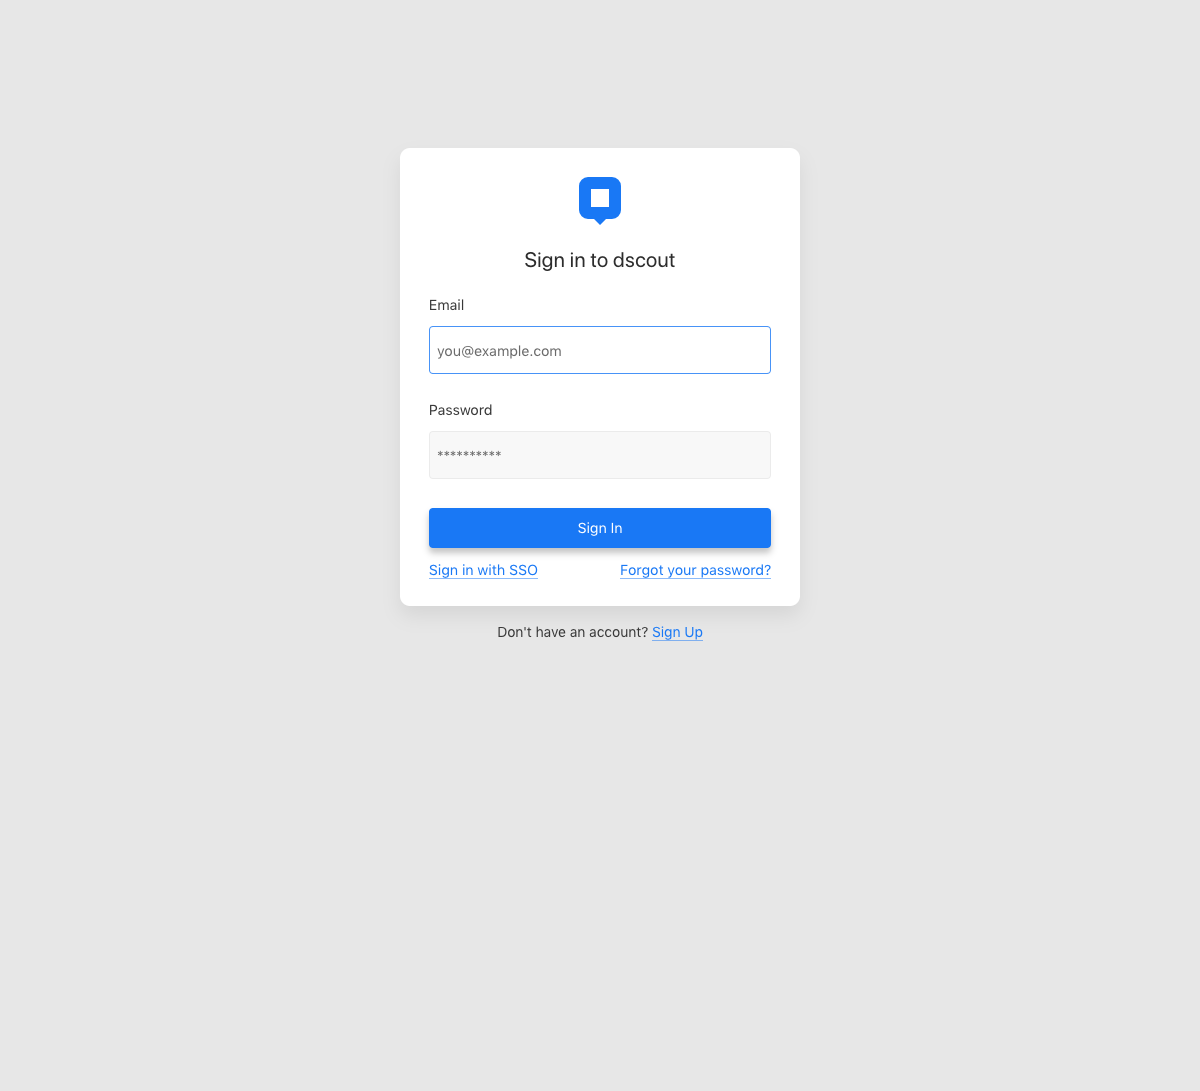 Sign in to dscout
Email
you@example.com
Password
**********
Sign In
Sign in with SSO
Forgot your password?
Don't have an account? Sign Up